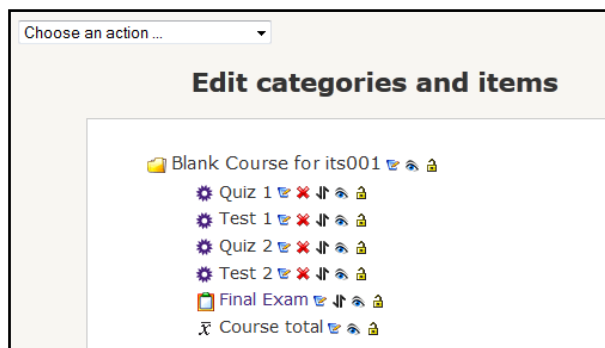 Choose an action ...
Edit categories and items
Blank Course for its001
Quiz 1
Test 1
Quiz 2
Test 2
Final Exam
x̄ Course total